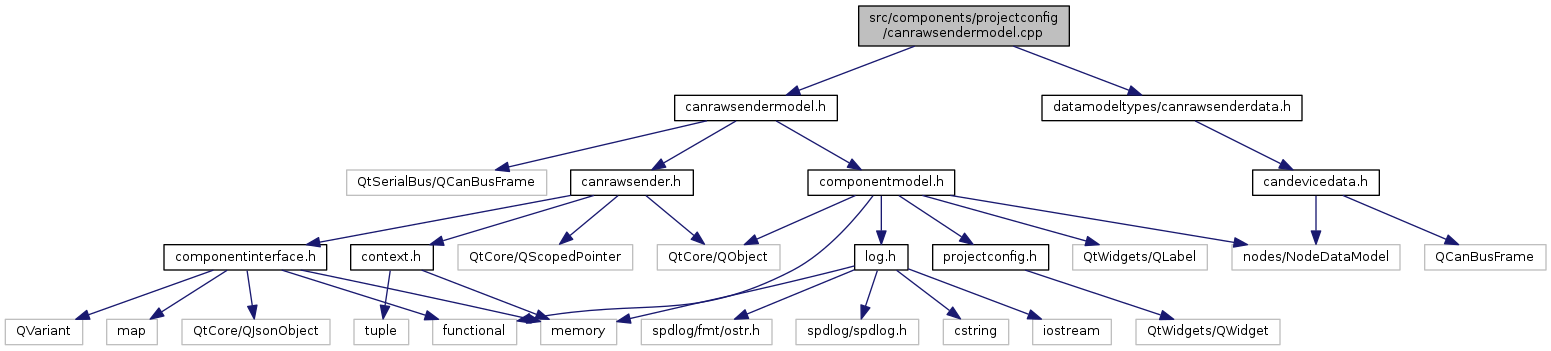 src/components/projectconfig
/canrawsendermodel.cpp
canrawsendermodel.h
datamodeltypes/canrawsenderdata.h
QtSerialBus/QCanBusFrame
canrawsender.h
componentmodel.h
candevicedata.h
componentinterface.h
context.h
QtCore/QScopedPointer
QtCore/QObject
log.h
projectconfig.h
QtWidgets/QLabel
nodes/NodeDataModel
QCanBusFrame
QVariant
map
QtCore/QJsonObject
tuple
functional
memory
spdlog/fmt/ostr.h
spdlog/spdlog.h
cstring
iostream
QtWidgets/QWidget